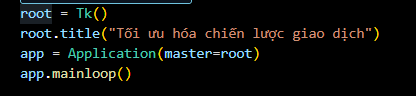 root = Tk()
root.title("Tối ưu hóa chiến lược giao dịch")
app = Application(master=root)
app.mainloop()